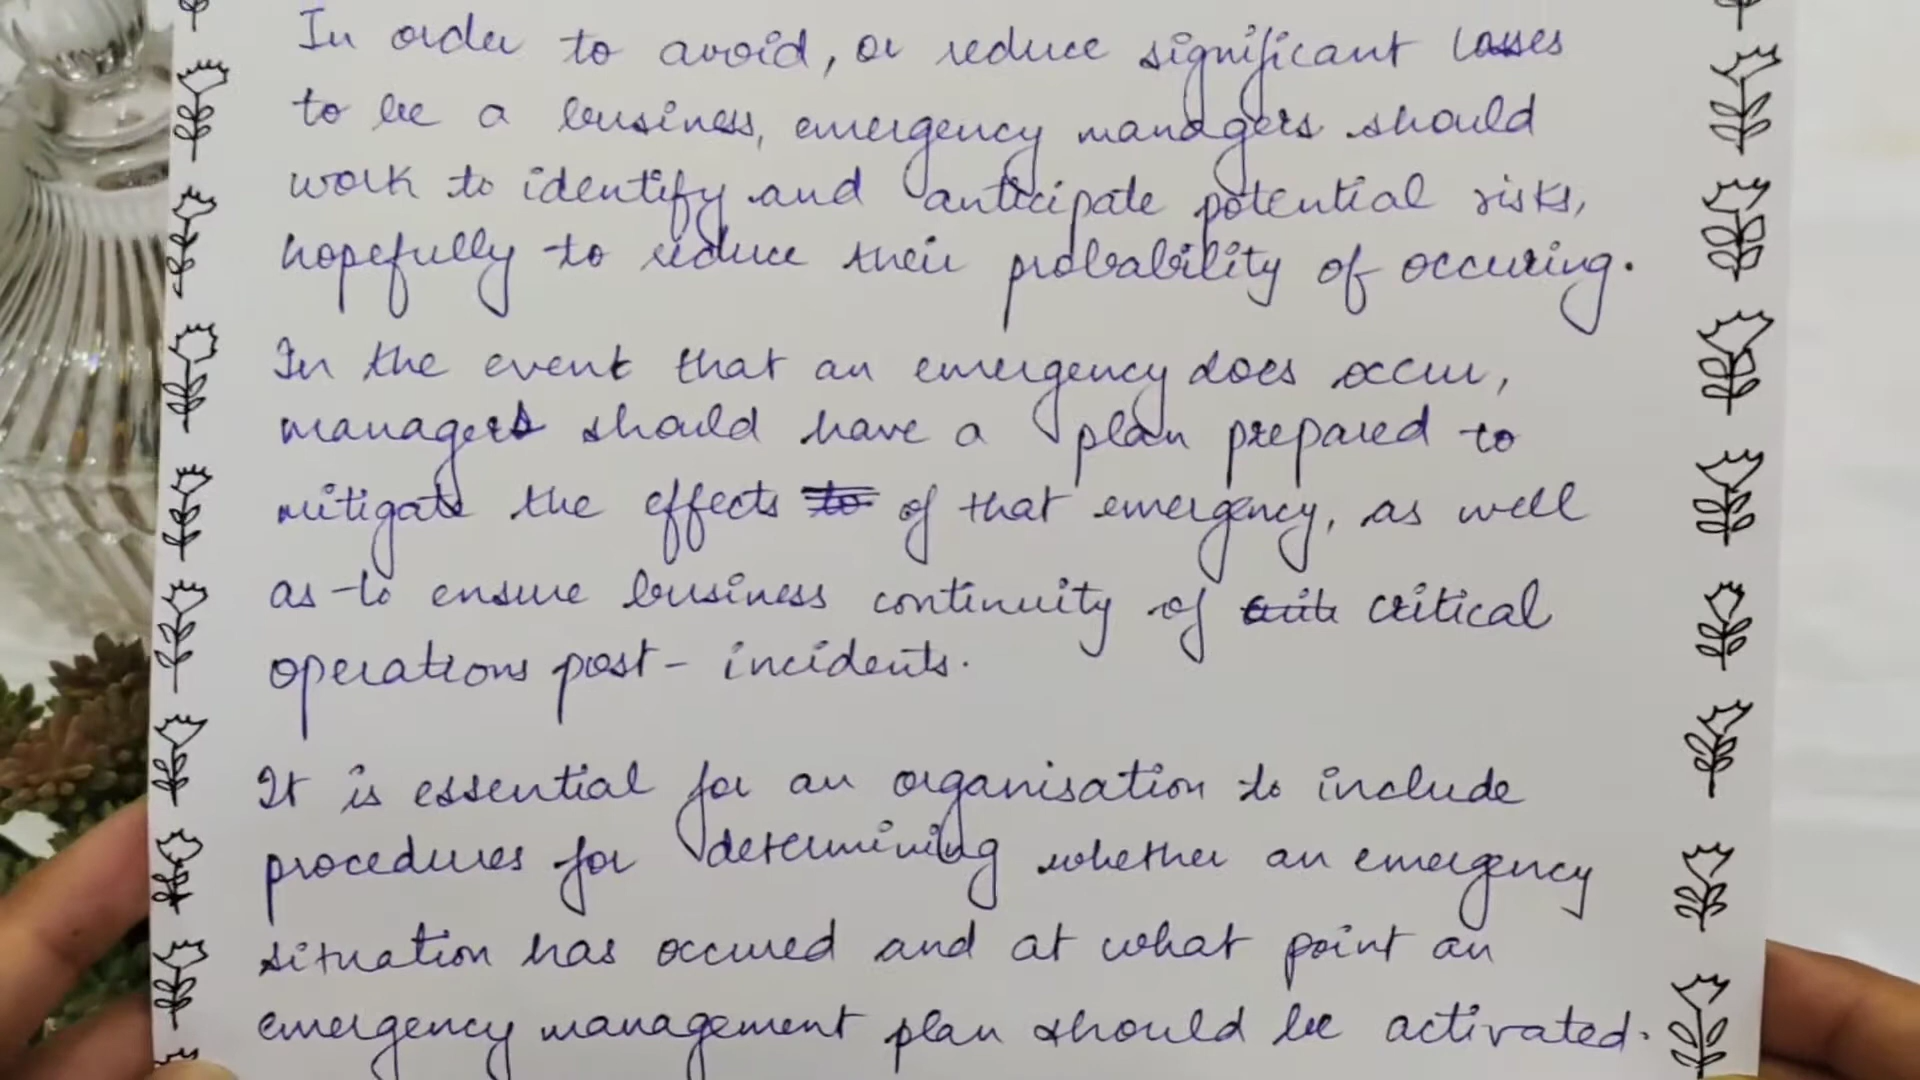 In order to avoid, or reduce significant losses
to be a business, emergency managers should
work to identify and anticipate potential risks,
hopefully to reduce their probability of occuring.
In the event that an emergency does occur,
managers should have a plan prepared to
mitigate the effects to of that emergency, as well
as to ensure business continuity of crit critical
operations post- incidents.
It is essential for an organisation to include
procedures for determining whether an emergency
situation has occured and at what point an
emergency management plan should be activated.